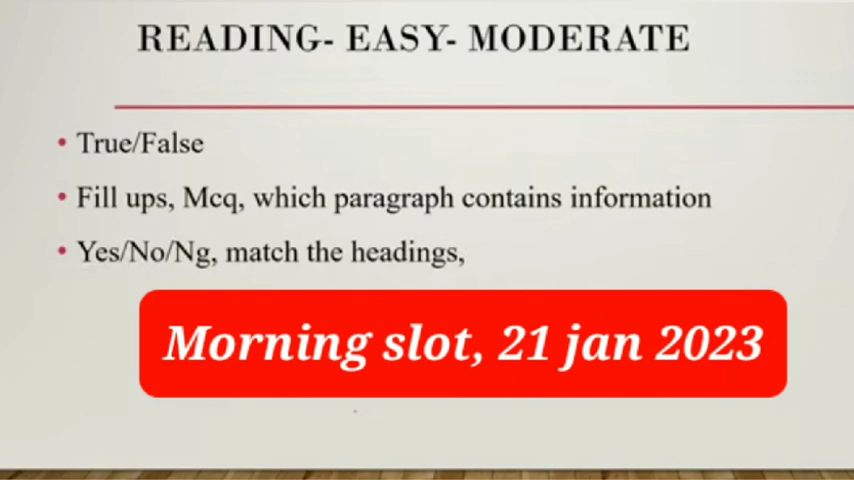 READING- EASY- MODERATE
• True/False
• Fill ups, Mcq, which paragraph contains information
• Yes/No/Ng, match the headings,
Morning slot, 21 jan 2023